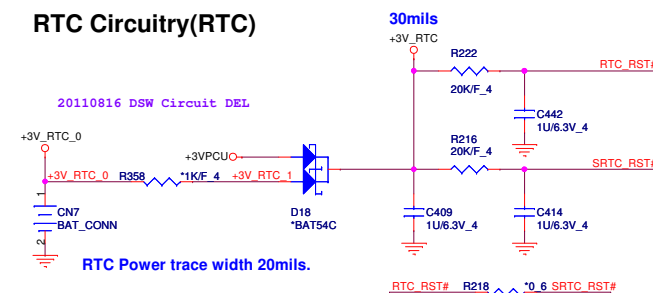 RTC Circuitry(RTC)
30mils
+3V_RTC
R222
RTC_RST#
20K/F_4
20110816 DSW Circuit DEL
C442
1U/6.3V_4
+3V_RTC_0
R216
20K/F_4
+3VPCU
SRTC_RST#
+3V_RTC_0 R358 *1K/F_4 +3V_RTC_1
1
CN7
BAT_CONN
2
D18
*BAT54C
C409
1U/6.3V_4
C414
1U/6.3V_4
RTC Power trace width 20mils.
RTC_RST# R218 *0_6 SRTC_RST#